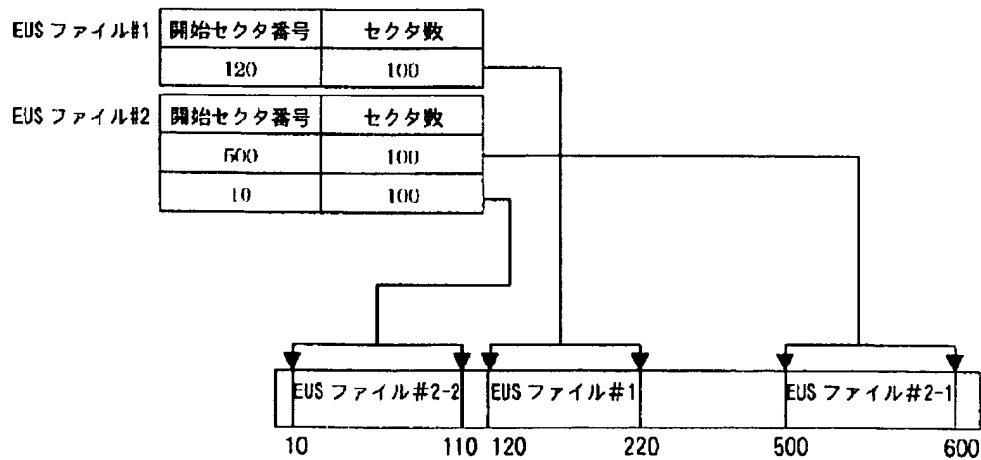 EUS ファイル#1 開始セクタ番号 セクタ数
120 100
EUS ファイル#2 開始セクタ番号 セクタ数
500 100
10 100
EUS ファイル#2-2 EUS ファイル#1 EUS ファイル#2-1
10 110 120 220 500 600